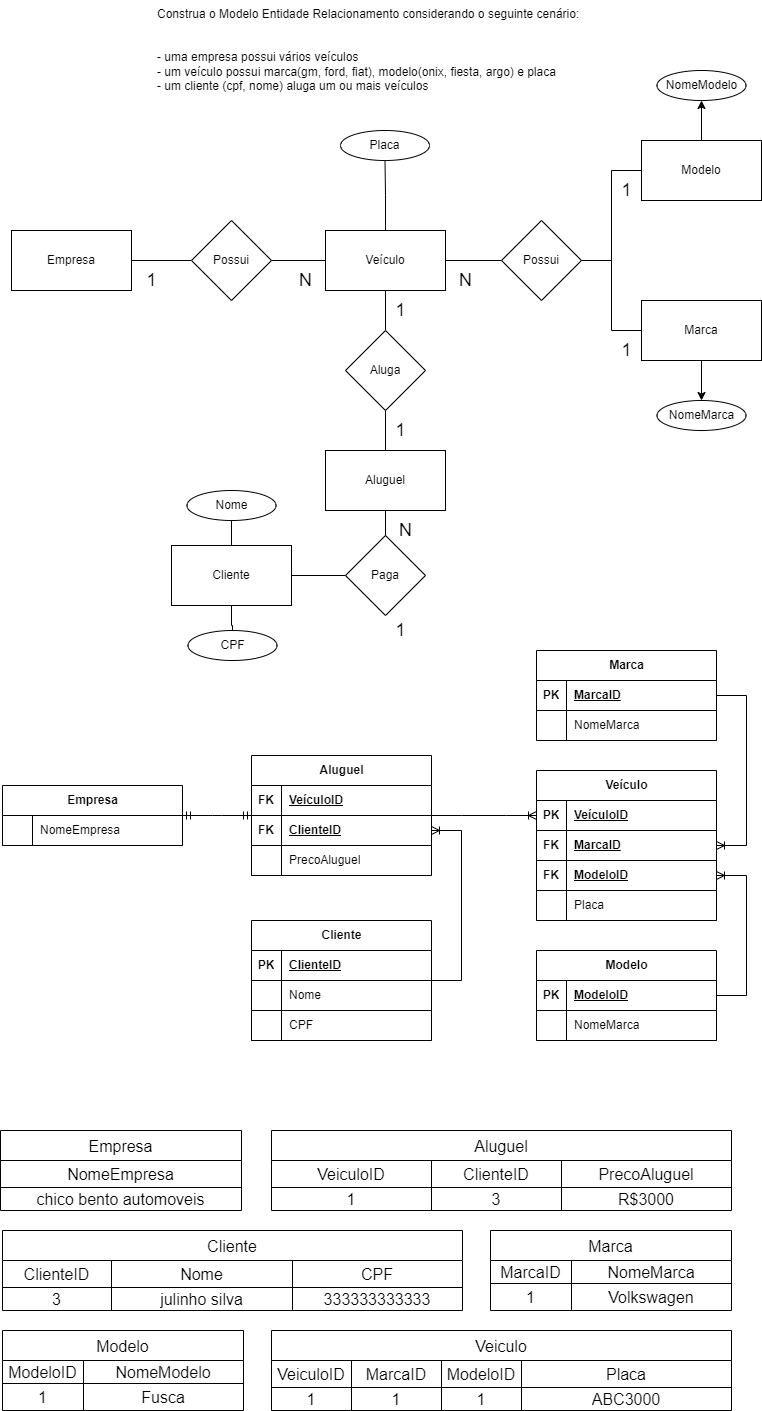 Construa o Modelo Entidade Relacionamento considerando o seguinte cenário:
- uma empresa possui vários veículos
- um veículo possui marca(gm, ford, fiat), modelo(onix, fiesta, argo) e placa
- um cliente (cpf, nome) aluga um ou mais veículos
NomeModelo
Placa
Modelo
1
Empresa
Possui
Veículo
Possui
1
N
N
1
Marca
1
Aluga
NomeMarca
1
Aluguel
Nome
N
Cliente
Paga
1
CPF
Marca
PK MarcaID
NomeMarca
Aluguel
FK VeículoID
FK ClienteID
PrecoAluguel
Empresa
NomeEmpresa
Veículo
PK VeículoID
FK MarcaID
FK ModeloID
Placa
Cliente
PK ClienteID
Nome
CPF
Modelo
PK ModeloID
NomeMarca
Empresa
NomeEmpresa
chico bento automoveis
Aluguel
VeiculoID ClienteID PrecoAluguel
1 3 R$3000
Cliente
ClienteID Nome CPF
3 julinho silva 333333333333
Marca
MarcaID NomeMarca
1 Volkswagen
Modelo
ModeloID NomeModelo
1 Fusca
Veiculo
VeiculoID MarcaID ModeloID Placa
1 1 1 ABC3000